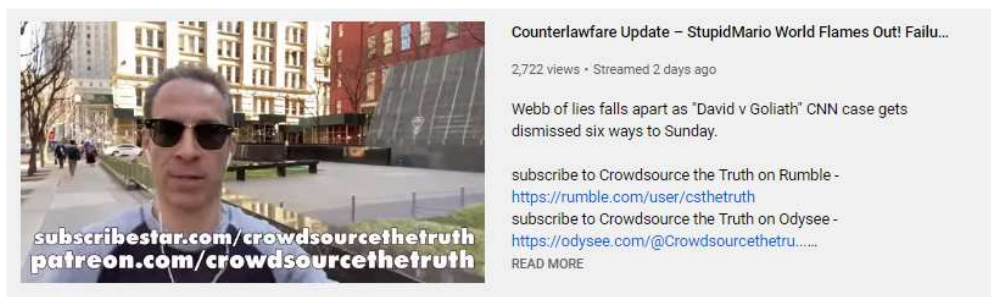 subscribestar.com/crowdsourcethetruth
patreon.com/crowdsourcethetruth
Counterlawfare Update – StupidMario World Flames Out! Failu...
2,722 views • Streamed 2 days ago
Webb of lies falls apart as "David v Goliath" CNN case gets
dismissed six ways to Sunday.
subscribe to Crowdsource the Truth on Rumble -
https://rumble.com/user/csthetruth
subscribe to Crowdsource the Truth on Odysee -
https://odysee.com/@Crowdsourcethetru......
READ MORE